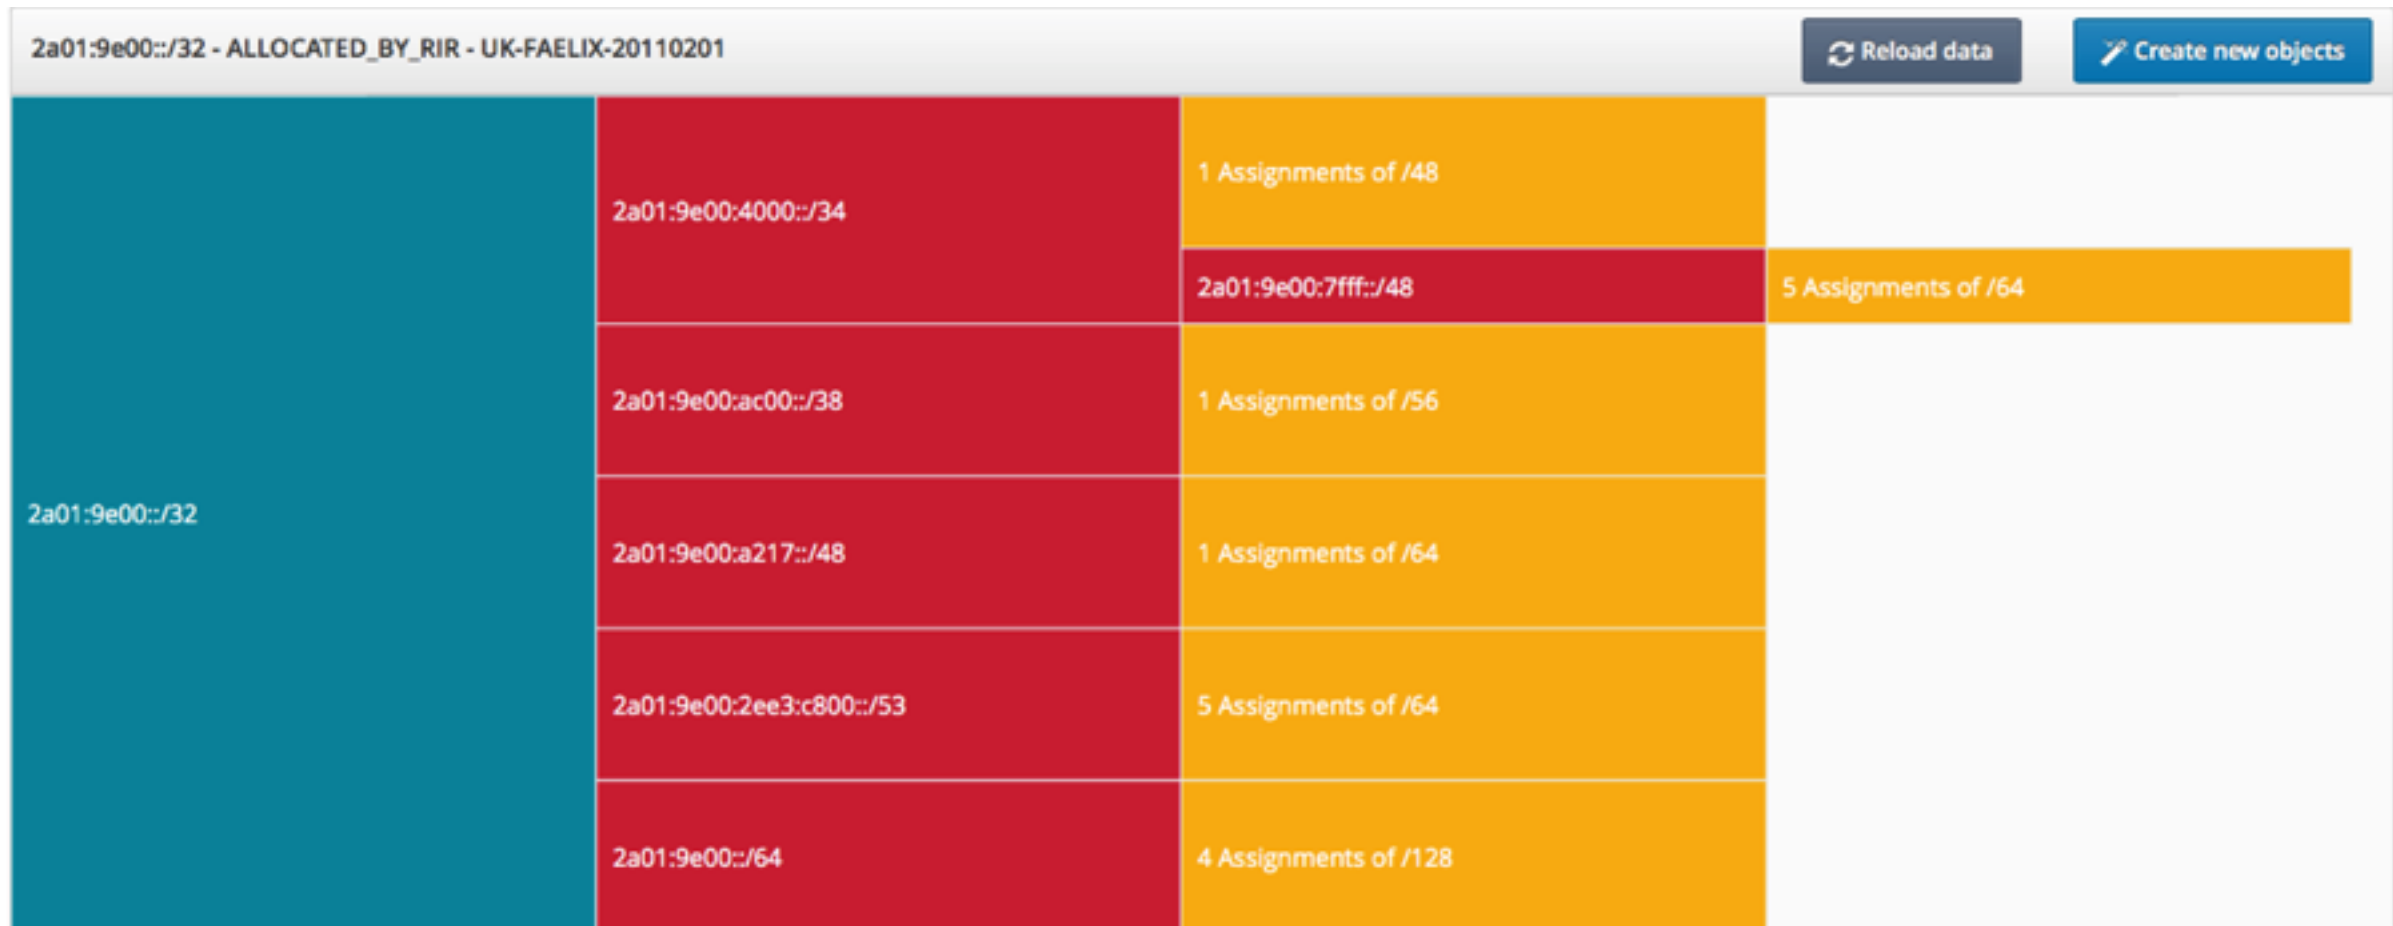 2a01:9e00::/32 - ALLOCATED_BY_RIR - UK-FAELIX-20110201
Reload data
Create new objects
2a01:9e00::/32
2a01:9e00:4000::/34
1 Assignments of /48
2a01:9e00:7fff::/48
5 Assignments of /64
2a01:9e00:ac00::/38
1 Assignments of /56
2a01:9e00:a217::/48
1 Assignments of /64
2a01:9e00:2ee3:c800::/53
5 Assignments of /64
2a01:9e00::/64
4 Assignments of /128